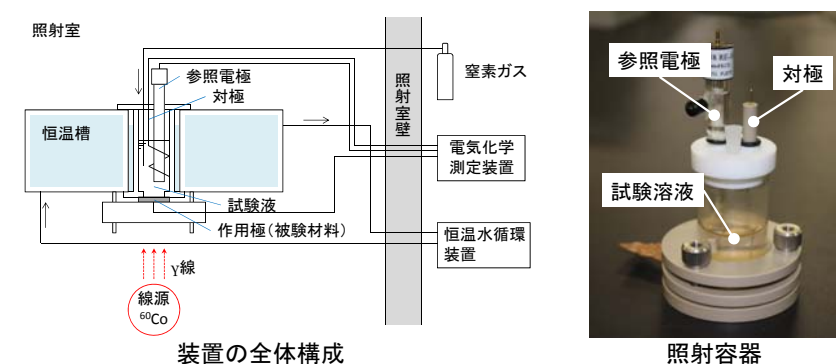 照射室
参照電極
対極
恒温槽
試験液
作用極(被験材料)
γ線
線源
⁶⁰Co
照射室壁
窒素ガス
電気化学
測定装置
恒温水循環
装置
装置の全体構成
参照電極
対極
試験溶液
照射容器